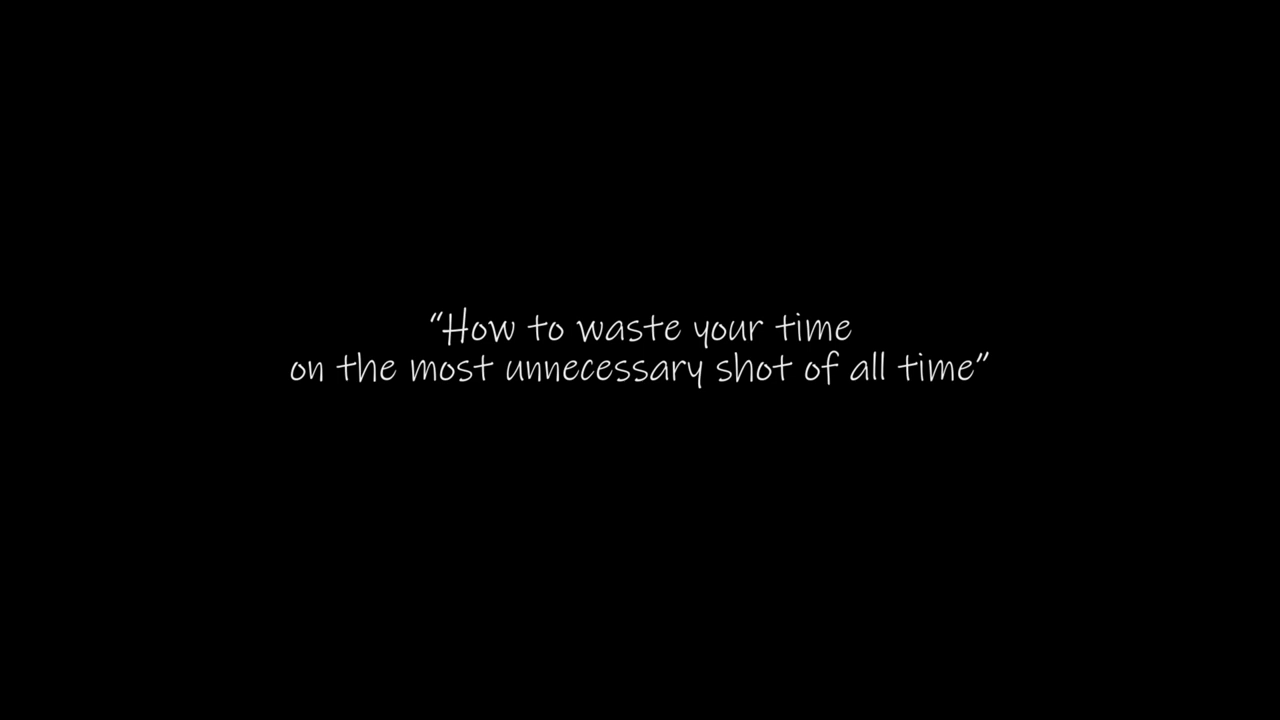 “How to waste your time
on the most unnecessary shot of all time”